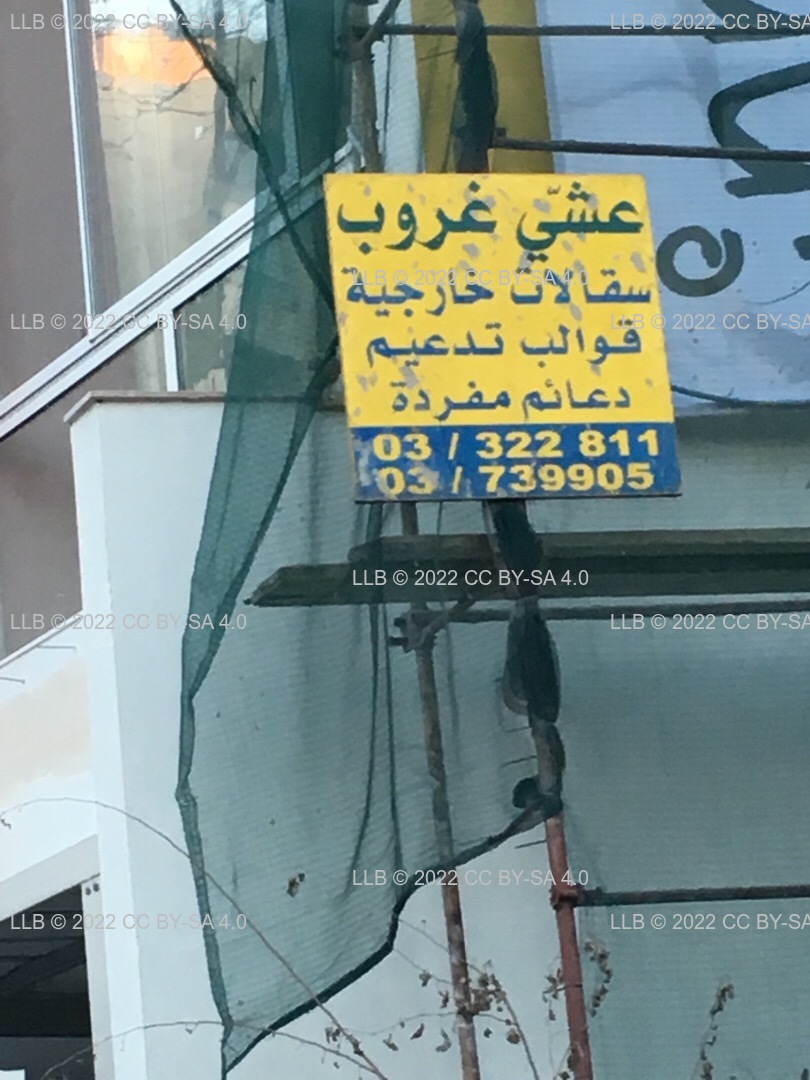 عشّي غروب
سقالات خارجية
قوالب تدعيم
دعائم مفردة
03 / 322 811
03 / 739905
LLB © 2022 CC BY-SA 4.0